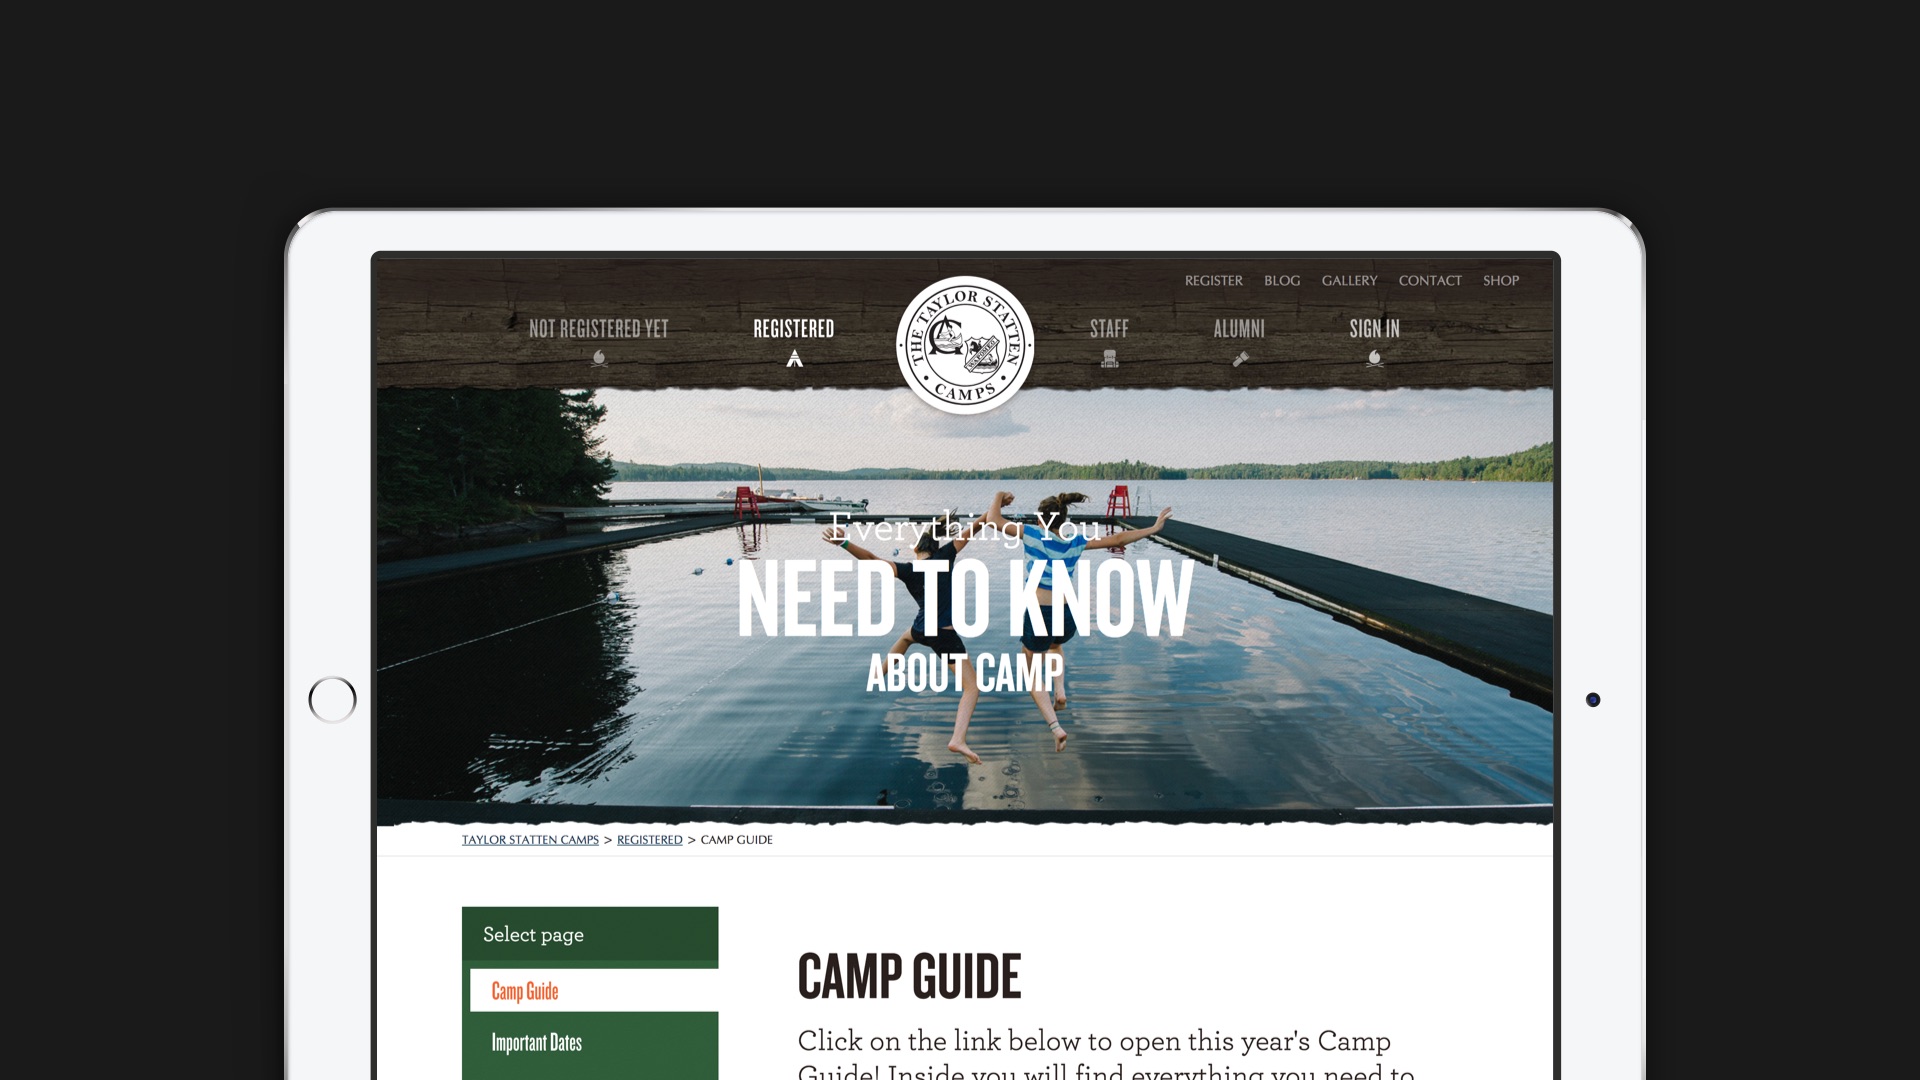 REGISTER BLOG GALLERY CONTACT SHOP
NOT REGISTERED YET REGISTERED STAFF ALUMNI SIGN IN
THE TAYLOR STATTEN
CAMPS
Everything You
NEED TO KNOW
ABOUT CAMP
TAYLOR STATTEN CAMPS > REGISTERED > CAMP GUIDE
Select page
Camp Guide
Important Dates
CAMP GUIDE
Click on the link below to open this year's Camp
Guide! Inside you will find everything you need to